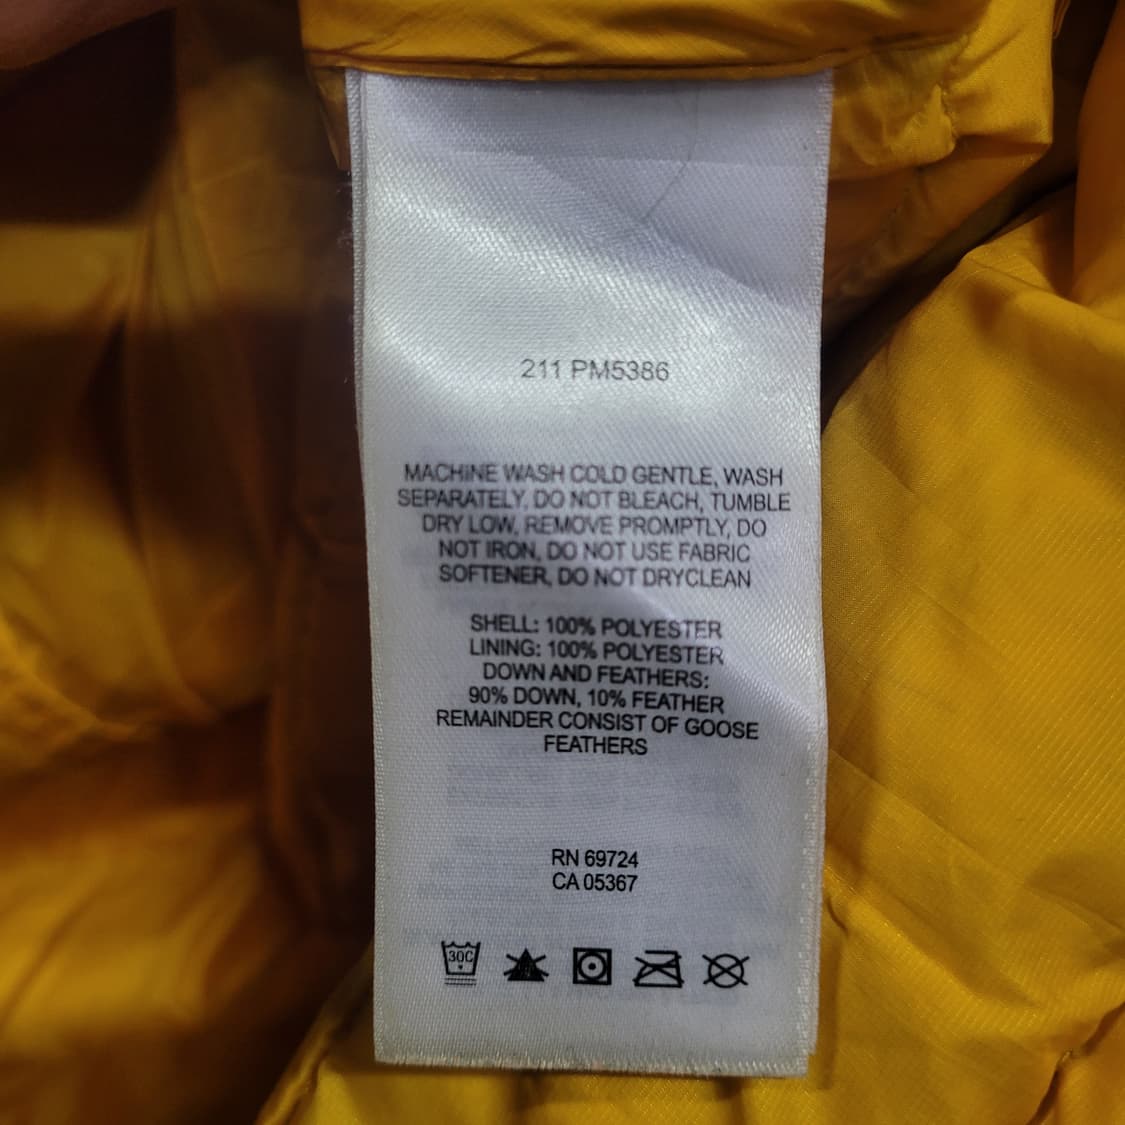 211 PM5386
MACHINE WASH COLD GENTLE, WASH
SEPARATELY, DO NOT BLEACH, TUMBLE
DRY LOW, REMOVE PROMPTLY, DO
NOT IRON, DO NOT USE FABRIC
SOFTENER, DO NOT DRYCLEAN
SHELL: 100% POLYESTER
LINING: 100% POLYESTER
DOWN AND FEATHERS:
90% DOWN, 10% FEATHER
REMAINDER CONSIST OF GOOSE
FEATHERS
RN 69724
CA 05367
30C